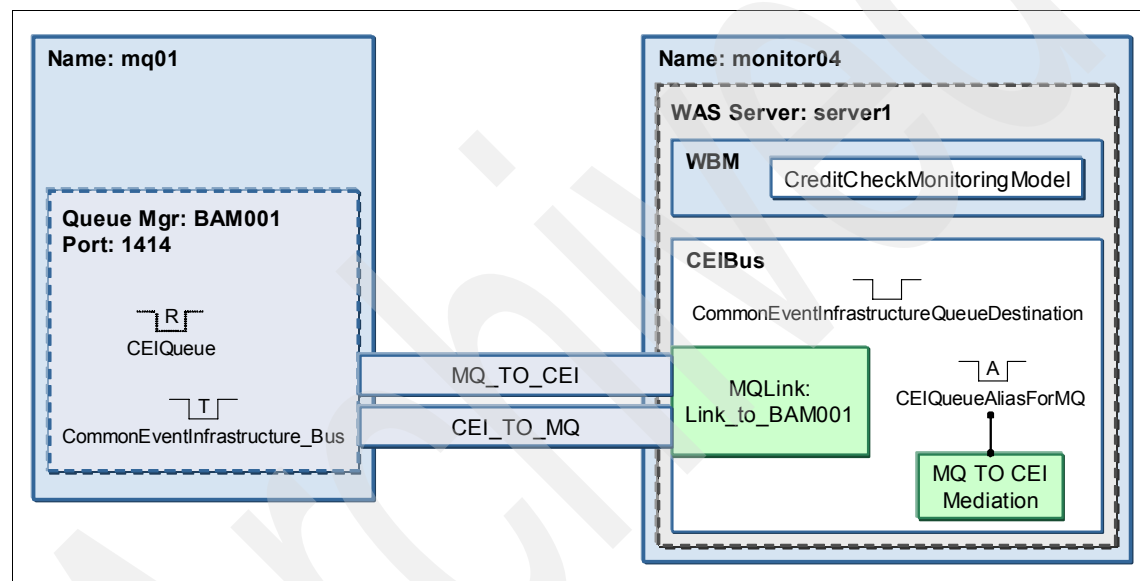 Name: mq01
Queue Mgr: BAM001
Port: 1414
R
CEIQueue
T
CommonEventInfrastructure_Bus
MQ_TO_CEI
CEI_TO_MQ
Name: monitor04
WAS Server: server1
WBM
CreditCheckMonitoringModel
CEIBus
CommonEventInfrastructureQueueDestination
MQLink:
Link_to_BAM001
A
CEIQueueAliasForMQ
MQ TO CEI
Mediation
Archived